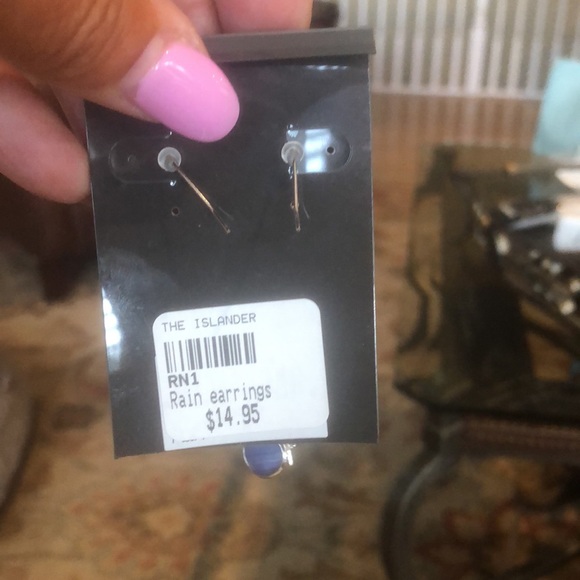 THE ISLANDER
RN1
Rain earrings
$14.95